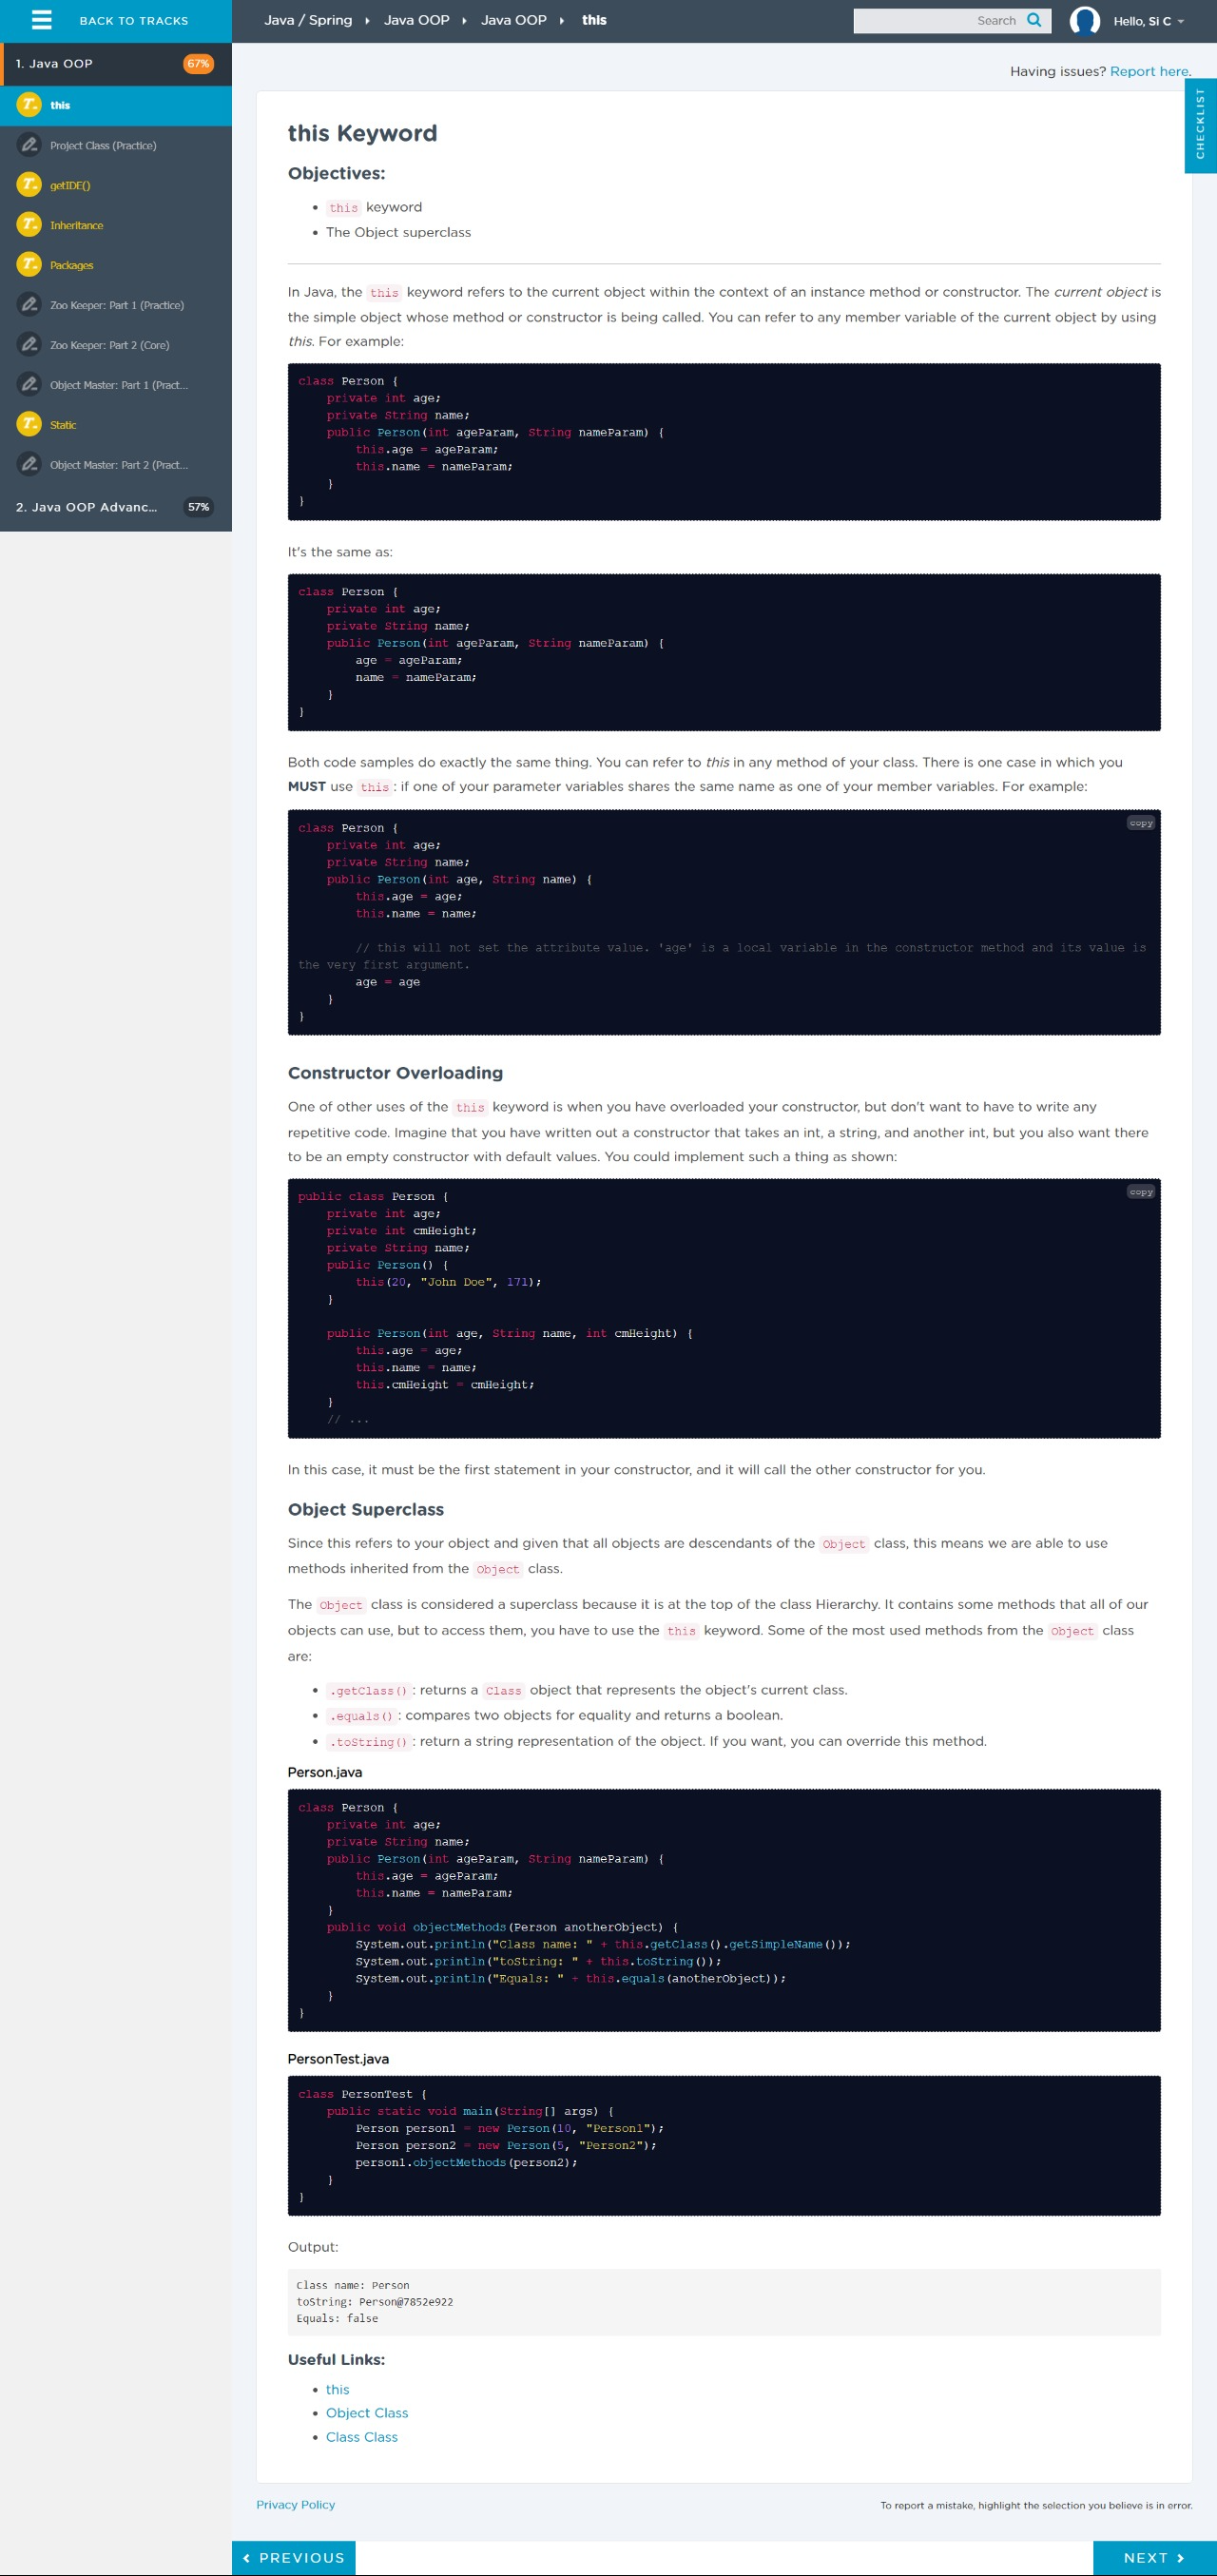 BACK TO TRACKS
Java / Spring Java OOP Java OOP this
Search
Hello, Si C
1. Java OOP 67%
T. this
Project Class (Practice)
T. getIDE()
T. Inheritance
T. Packages
Zoo Keeper: Part 1 (Practice)
Zoo Keeper: Part 2 (Core)
Object Master: Part 1 (Pract...
T. Static
Object Master: Part 2 (Pract...
2. Java OOP Advanc... 57%
Having issues? Report here.
CHECKLIST
this Keyword
Objectives:
• this keyword
• The Object superclass
In Java, the this keyword refers to the current object within the context of an instance method or constructor. The current object is
the simple object whose method or constructor is being called. You can refer to any member variable of the current object by using
this. For example:
class Person {
    private int age;
    private String name;
    public Person(int ageParam, String nameParam) {
        this.age = ageParam;
        this.name = nameParam;
    }
}
It's the same as:
class Person {
    private int age;
    private String name;
    public Person(int ageParam, String nameParam) {
        age = ageParam;
        name = nameParam;
    }
}
Both code samples do exactly the same thing. You can refer to this in any method of your class. There is one case in which you
MUST use this : if one of your parameter variables shares the same name as one of your member variables. For example:
copy
class Person {
    private int age;
    private String name;
    public Person(int age, String name) {
        this.age = age;
        this.name = name;
        // this will not set the attribute value. 'age' is a local variable in the constructor method and its value is
the very first argument.
        age = age
    }
}
Constructor Overloading
One of other uses of the this keyword is when you have overloaded your constructor, but don't want to have to write any
repetitive code. Imagine that you have written out a constructor that takes an int, a string, and another int, but you also want there
to be an empty constructor with default values. You could implement such a thing as shown:
copy
public class Person {
    private int age;
    private int cmHeight;
    private String name;
    public Person() {
        this(20, "John Doe", 171);
    }
    public Person(int age, String name, int cmHeight) {
        this.age = age;
        this.name = name;
        this.cmHeight = cmHeight;
    }
    // ...
In this case, it must be the first statement in your constructor, and it will call the other constructor for you.
Object Superclass
Since this refers to your object and given that all objects are descendants of the Object class, this means we are able to use
methods inherited from the Object class.
The Object class is considered a superclass because it is at the top of the class Hierarchy. It contains some methods that all of our
objects can use, but to access them, you have to use the this keyword. Some of the most used methods from the Object class
are:
• .getClass() : returns a Class object that represents the object's current class.
• .equals() : compares two objects for equality and returns a boolean.
• .toString() : return a string representation of the object. If you want, you can override this method.
Person.java
class Person {
    private int age;
    private String name;
    public Person(int ageParam, String nameParam) {
        this.age = ageParam;
        this.name = nameParam;
    }
    public void objectMethods(Person anotherObject) {
        System.out.println("Class name: " + this.getClass().getSimpleName());
        System.out.println("toString: " + this.toString());
        System.out.println("Equals: " + this.equals(anotherObject));
    }
}
PersonTest.java
class PersonTest {
    public static void main(String[] args) {
        Person person1 = new Person(10, "Person1");
        Person person2 = new Person(5, "Person2");
        person1.objectMethods(person2);
    }
}
Output:
Class name: Person
toString: Person@7852e922
Equals: false
Useful Links:
• this
• Object Class
• Class Class
Privacy Policy
To report a mistake, highlight the selection you believe is in error.
PREVIOUS
NEXT